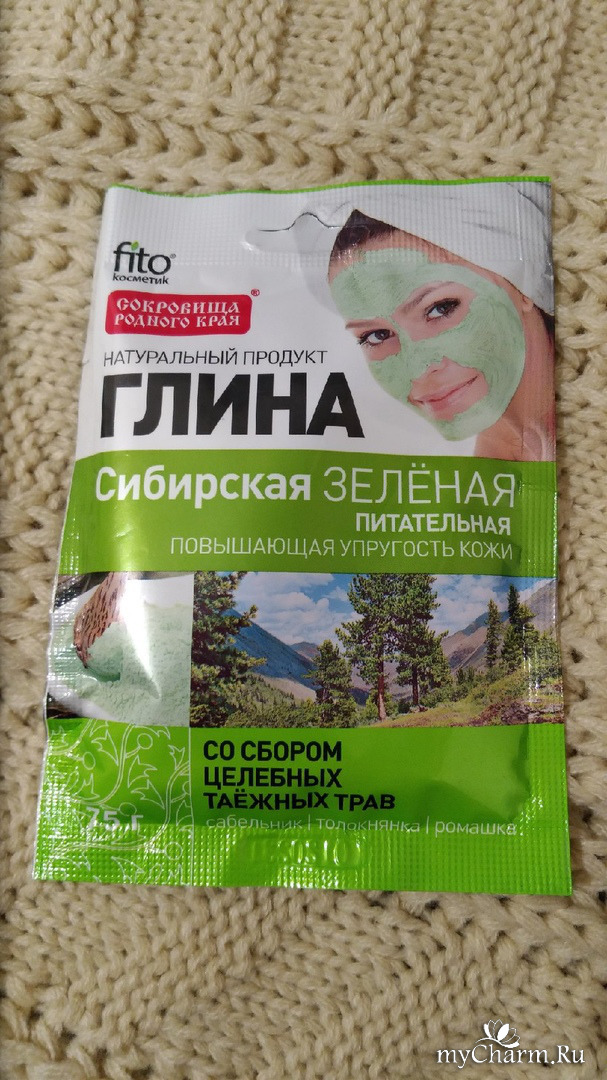 fito®
косметик
СОКРОВИЩА
РОДНОГО КРАЯ®
НАТУРАЛЬНЫЙ ПРОДУКТ
ГЛИНА
Сибирская ЗЕЛЁНАЯ
ПИТАТЕЛЬНАЯ
ПОВЫШАЮЩАЯ УПРУГОСТЬ КОЖИ
СО СБОРОМ
ЦЕЛЕБНЫХ
ТАЁЖНЫХ ТРАВ
75 г
сабельник | толокнянка | ромашка
myCharm.Ru